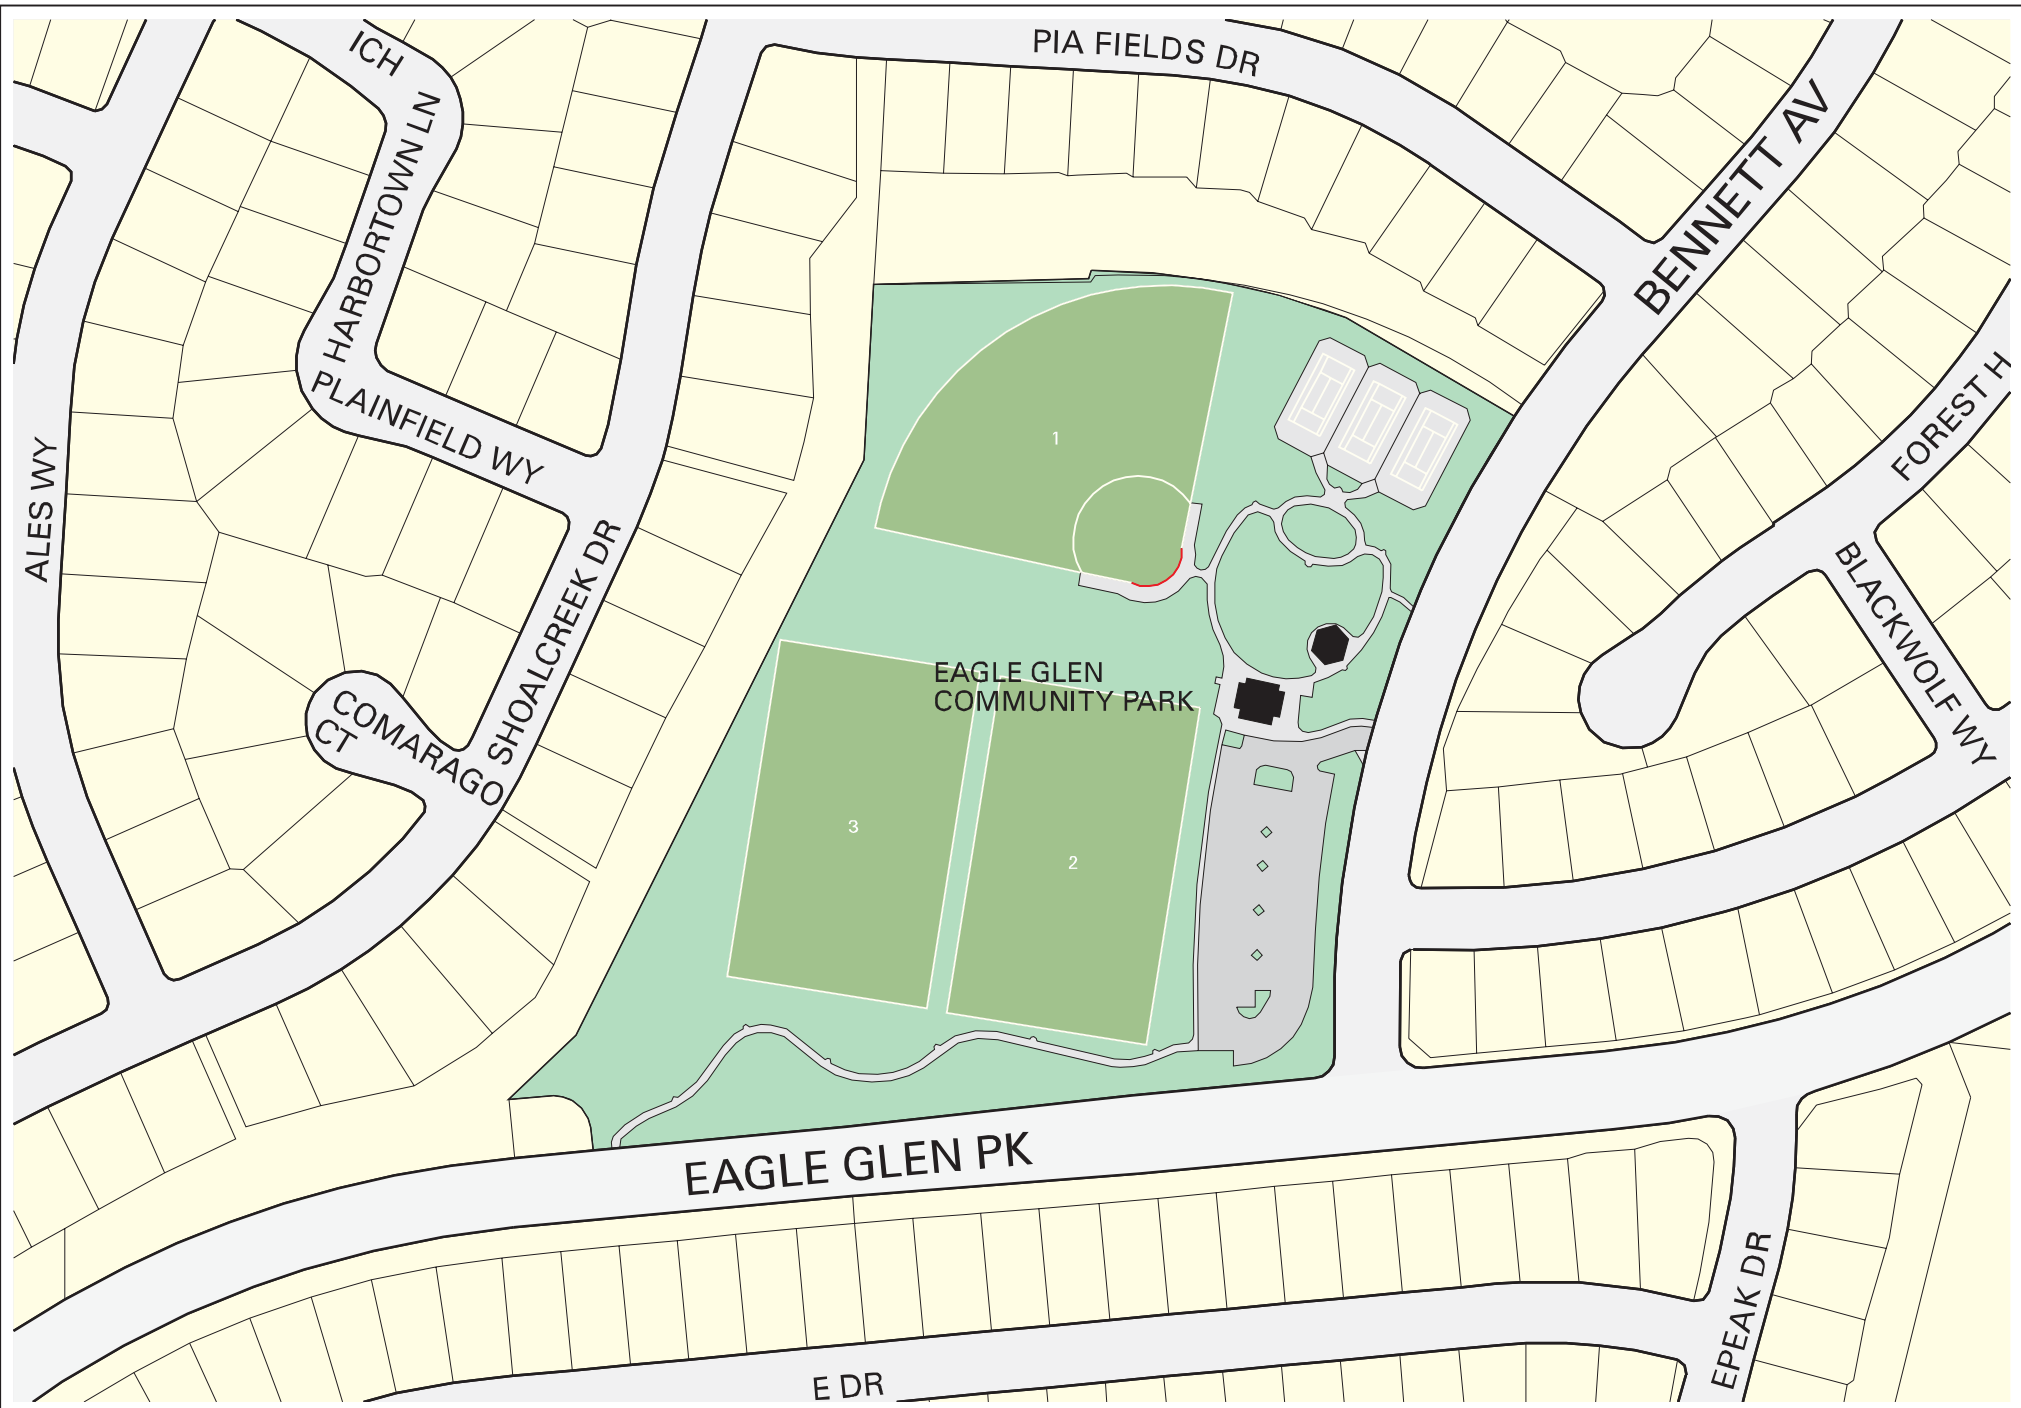 ICH
PIA FIELDS DR
HARBORTOWN LN
BENNETT AV
PLAINFIELD WY
FOREST H
ALES WY
1
SHOALCREEK DR
BLACKWOLF WY
COMARAGO
CT
EAGLE GLEN
COMMUNITY PARK
3
2
EAGLE GLEN PK
EPEAK DR
E DR